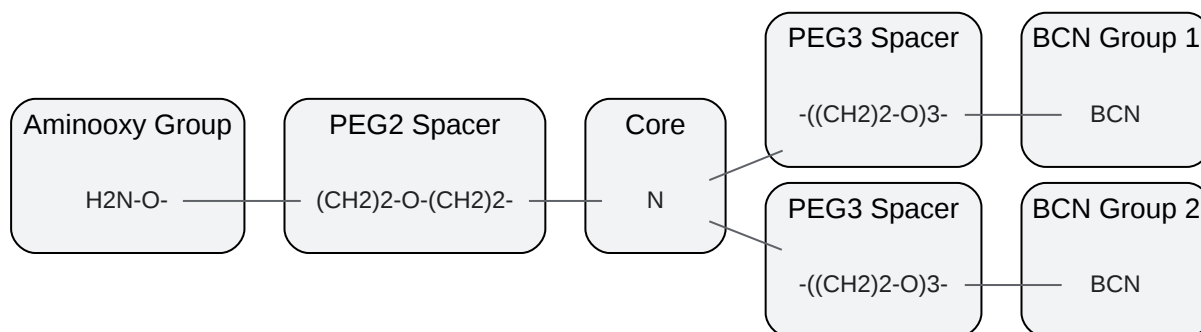 Aminooxy Group
H2N-O-
PEG2 Spacer
(CH2)2-O-(CH2)2-
Core
N
PEG3 Spacer
-((CH2)2-O)3-
BCN Group 1
BCN
PEG3 Spacer
-((CH2)2-O)3-
BCN Group 2
BCN